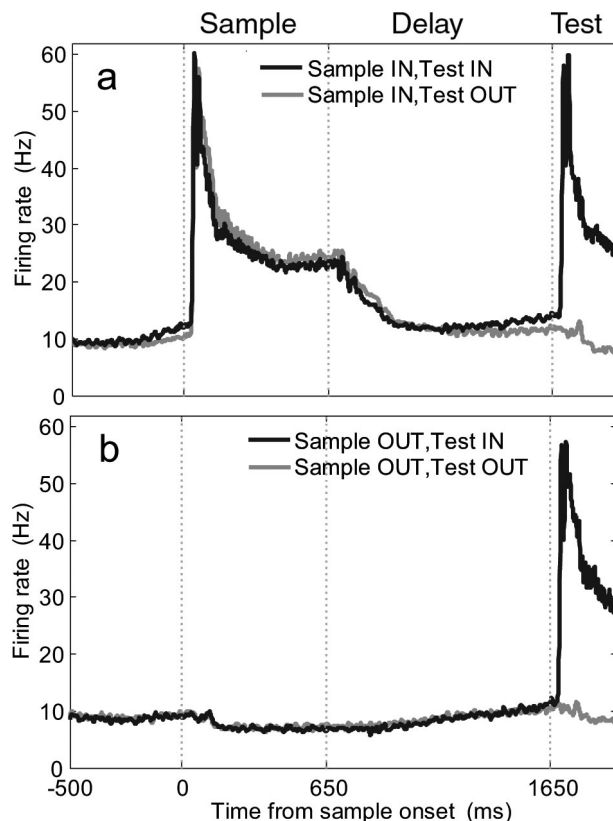 Sample Delay Test
a
Sample IN,Test IN
Sample IN,Test OUT
60
50
40
30
20
10
0
Firing rate (Hz)
b
Sample OUT,Test IN
Sample OUT,Test OUT
60
50
40
30
20
10
0
Firing rate (Hz)
-500 0 650 1650
Time from sample onset (ms)